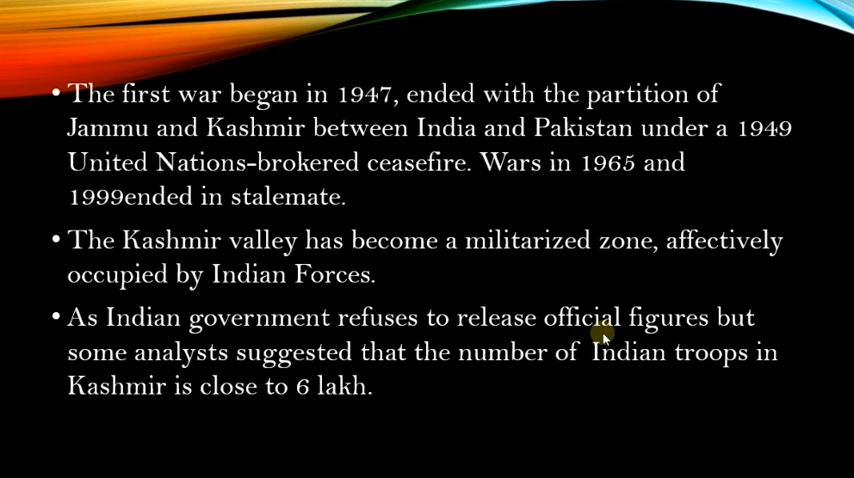 • The first war began in 1947, ended with the partition of
Jammu and Kashmir between India and Pakistan under a 1949
United Nations-brokered ceasefire. Wars in 1965 and
1999ended in stalemate.
• The Kashmir valley has become a militarized zone, affectively
occupied by Indian Forces.
• As Indian government refuses to release official figures but
some analysts suggested that the number of Indian troops in
Kashmir is close to 6 lakh.